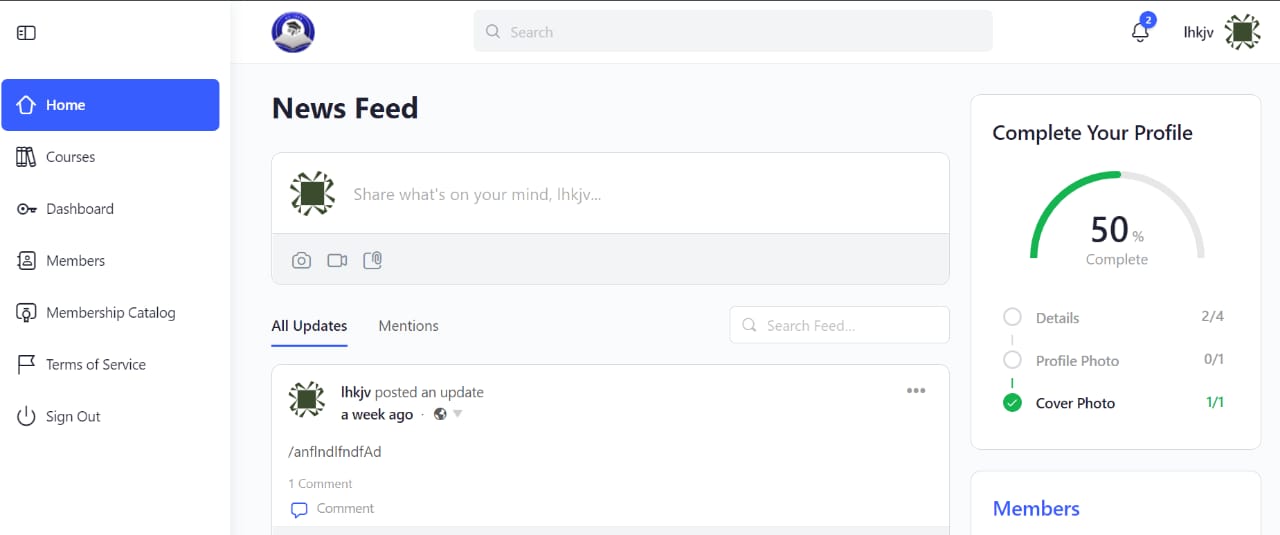 Search
2
lhkjv
Home
Courses
Dashboard
Members
Membership Catalog
Terms of Service
Sign Out
News Feed
Share what's on your mind, lhkjv...
All Updates
Mentions
Search Feed...
lhkjv posted an update
a week ago ·
/anflndlfndfAd
1 Comment
Comment
Complete Your Profile
50 %
Complete
Details 2/4
Profile Photo 0/1
Cover Photo 1/1
Members